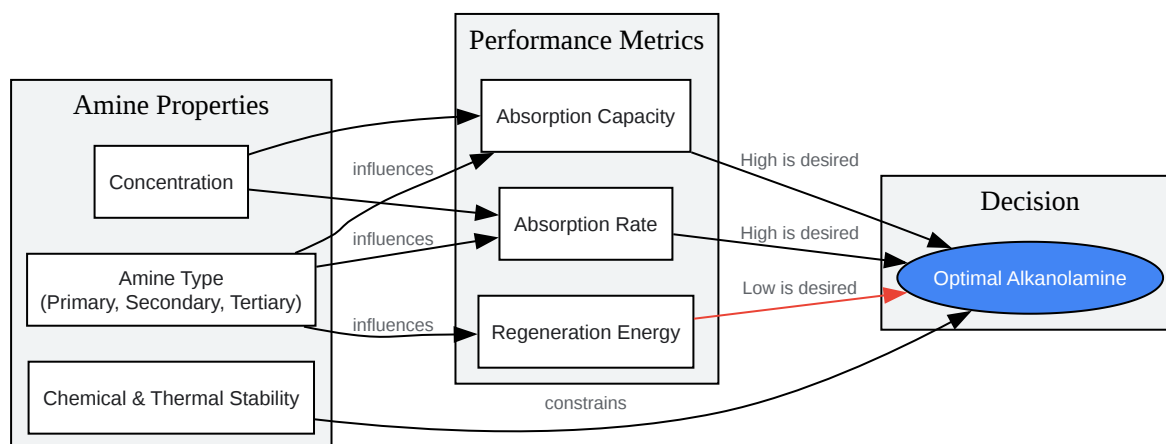 Performance Metrics
Amine Properties
Absorption Capacity
High is desired
influences
Concentration
Decision
Absorption Rate
High is desired
influences
Amine Type
(Primary, Secondary, Tertiary)
Optimal Alkanolamine
Low is desired
influences
Regeneration Energy
Chemical & Thermal Stability
constrains